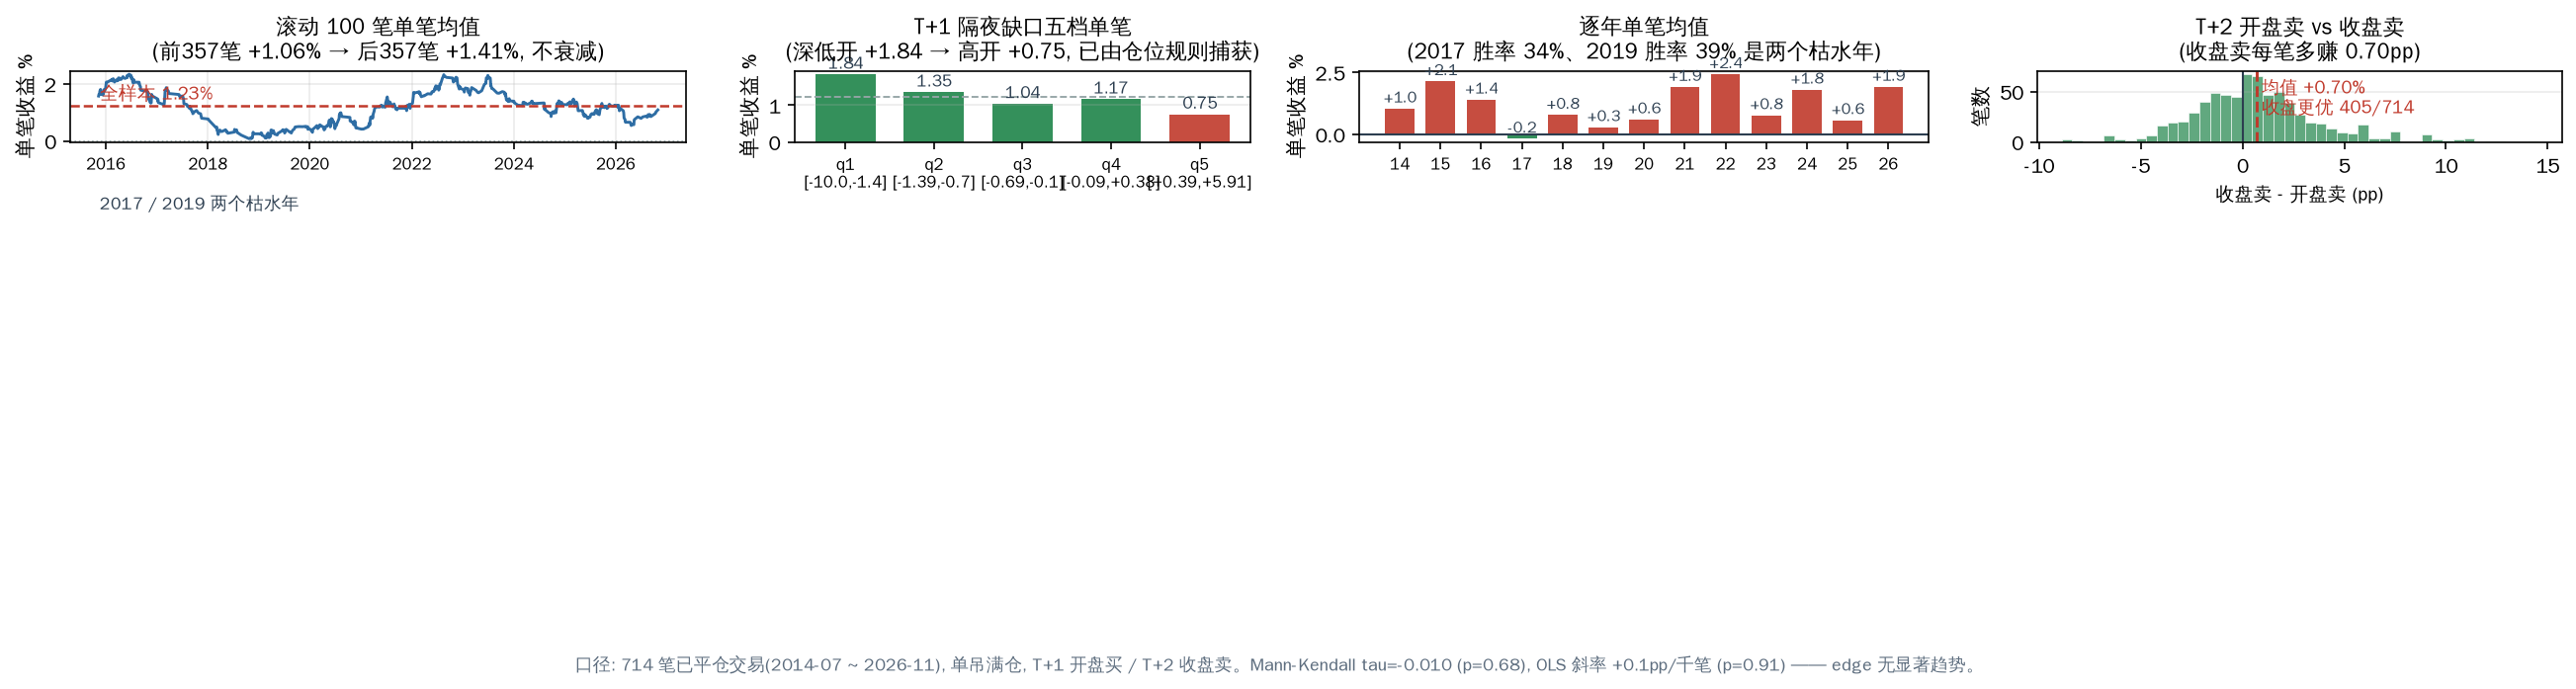 滚动 100 笔单笔均值
(前357笔 +1.06% → 后357笔 +1.41%, 不衰减)
单笔收益 %
2
0
全样本 1.23%
2016 2018 2020 2022 2024 2026
2017 / 2019 两个枯水年
T+1 隔夜缺口五档单笔
(深低开 +1.84 → 高开 +0.75, 已由仓位规则捕获)
单笔收益 %
1
0
1.84 1.35 1.04 1.17 0.75
q1 q2 q3 q4 q5
[-10.0,-1.4] [-1.39,-0.7] [-0.69,-0.1] [-0.09,+0.38] [+0.39,+5.91]
逐年单笔均值
(2017 胜率 34%、2019 胜率 39% 是两个枯水年)
单笔收益 %
2.5
0.0
+1.0 +2.1 +1.4 -0.2 +0.8 +0.3 +0.6 +1.9 +2.4 +0.8 +1.8 +0.6 +1.9
14 15 16 17 18 19 20 21 22 23 24 25 26
T+2 开盘卖 vs 收盘卖
(收盘卖每笔多赚 0.70pp)
笔数
50
0
均值 +0.70%
收盘更优 405/714
-10 -5 0 5 10 15
收盘卖 - 开盘卖 (pp)
口径: 714 笔已平仓交易(2014-07 ~ 2026-11), 单吊满仓, T+1 开盘买 / T+2 收盘卖。Mann-Kendall tau=-0.010 (p=0.68), OLS 斜率 +0.1pp/千笔 (p=0.91) —— edge 无显著趋势。